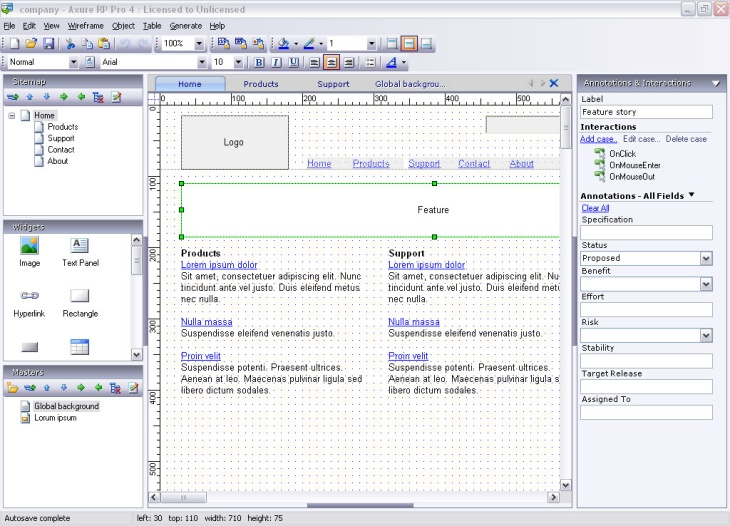 company - Axure RP Pro 4 : Licensed to Unlicensed
File Edit View Wireframe Object Table Generate Help
100% 1
Normal Arial 10 B I U
Sitemap
Home
Products
Support
Contact
About
Widgets
Image Text Panel
Hyperlink Rectangle
Masters
Global background
Lorum ipsum
Home Products Support Global backgrou...
0 100 200 300 400 500
0
100
200
300
400
500
Logo
Home Products Support Contact About
Feature
Products
Lorem ipsum dolor
Sit amet, consectetuer adipiscing elit. Nunc
tincidunt ante vel justo. Duis eleifend metus
nec nulla.
Nulla massa
Suspendisse eleifend venenatis justo.
Proin velit
Suspendisse potenti. Praesent ultrices.
Aenean at leo. Maecenas pulvinar ligula sed
libero dictum sodales.
Support
Lorem ipsum dolor
Sit amet, consectetuer adipiscing elit. Nu
tincidunt ante vel justo. Duis eleifend m
nec nulla.
Nulla massa
Suspendisse eleifend venenatis justo.
Proin velit
Suspendisse potenti. Praesent ultrices.
Aenean at leo. Maecenas pulvinar ligula s
libero dictum sodales.
Annotations & Interactions
Label
Feature story
Interactions
Add case.. Edit case... Delete case
OnClick
OnMouseEnter
OnMouseOut
Annotations - All Fields
Clear All
Specification
Status
Proposed
Benefit
Effort
Risk
Stability
Target Release
Assigned To
Autosave complete left: 30 top: 110 width: 710 height: 75